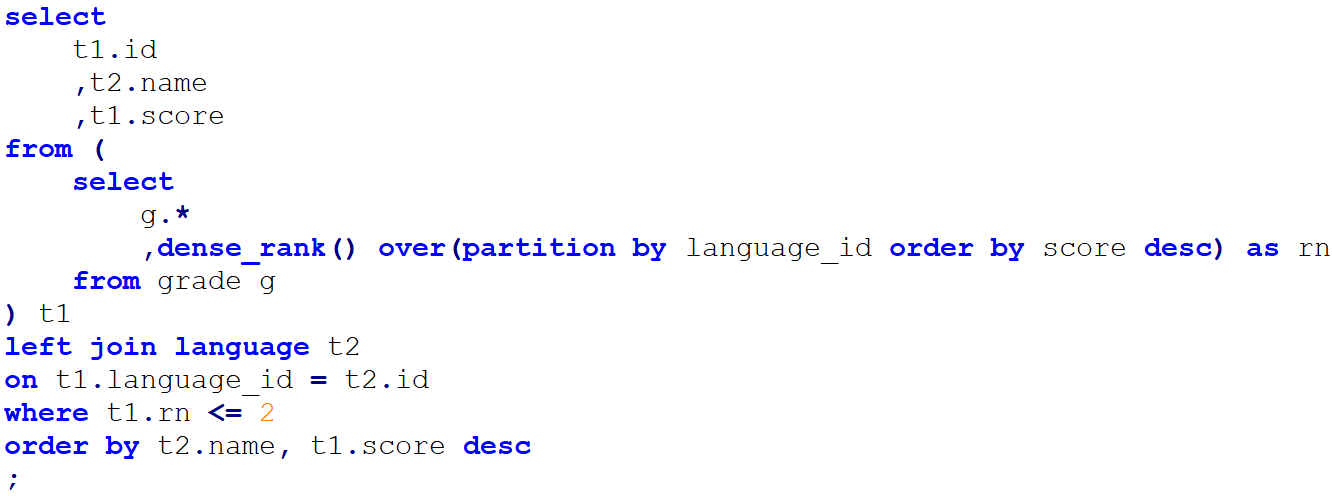 select
    t1.id
    ,t2.name
    ,t1.score
from (
    select
        g.*
        ,dense_rank() over(partition by language_id order by score desc) as rn
    from grade g
) t1
left join language t2
on t1.language_id = t2.id
where t1.rn <= 2
order by t2.name, t1.score desc
;